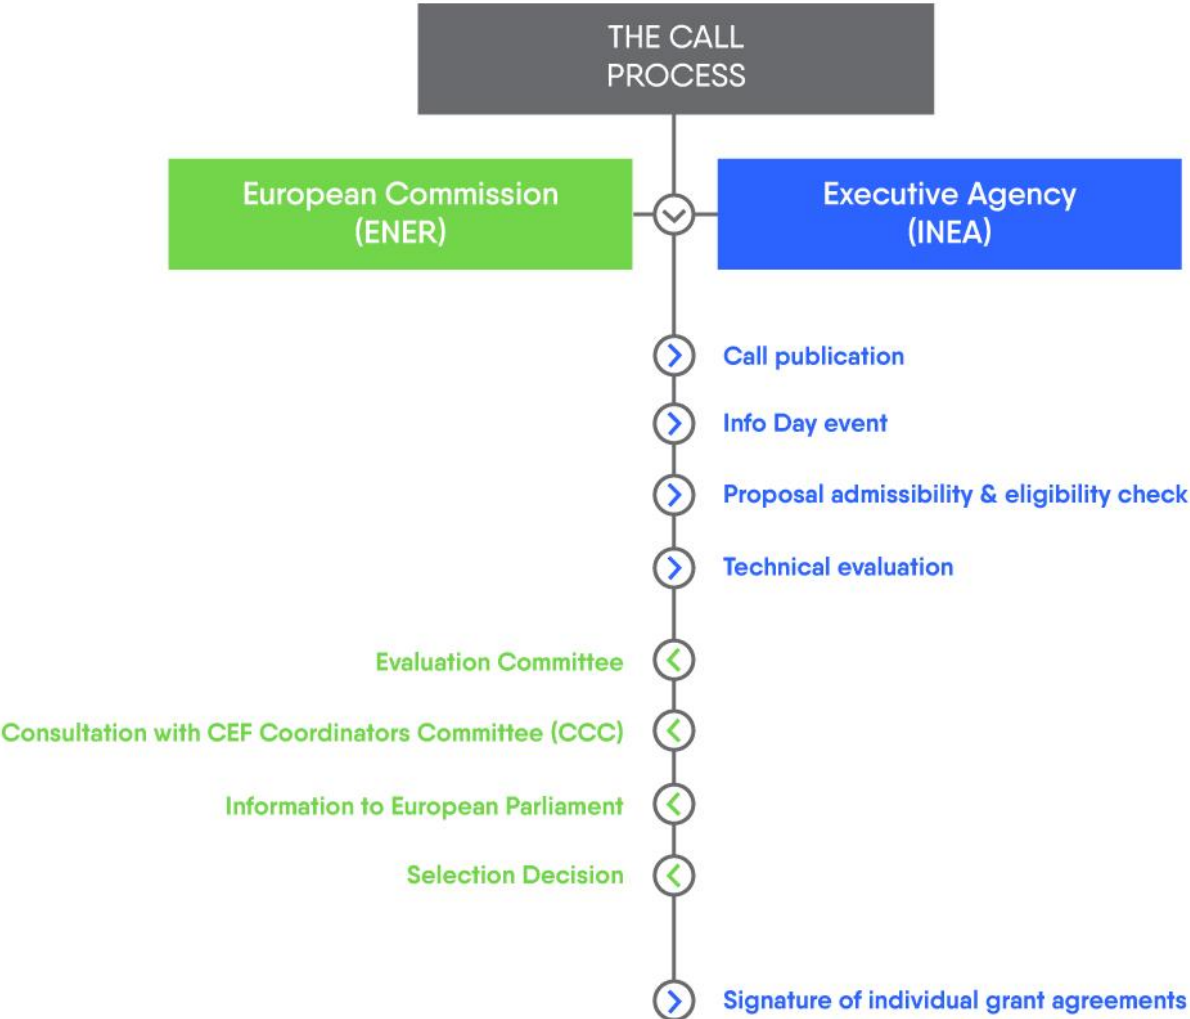 THE CALL
PROCESS
European Commission
(ENER)
Executive Agency
(INEA)
Call publication
Info Day event
Proposal admissibility & eligibility check
Technical evaluation
Evaluation Committee
Consultation with CEF Coordinators Committee (CCC)
Information to European Parliament
Selection Decision
Signature of individual grant agreements